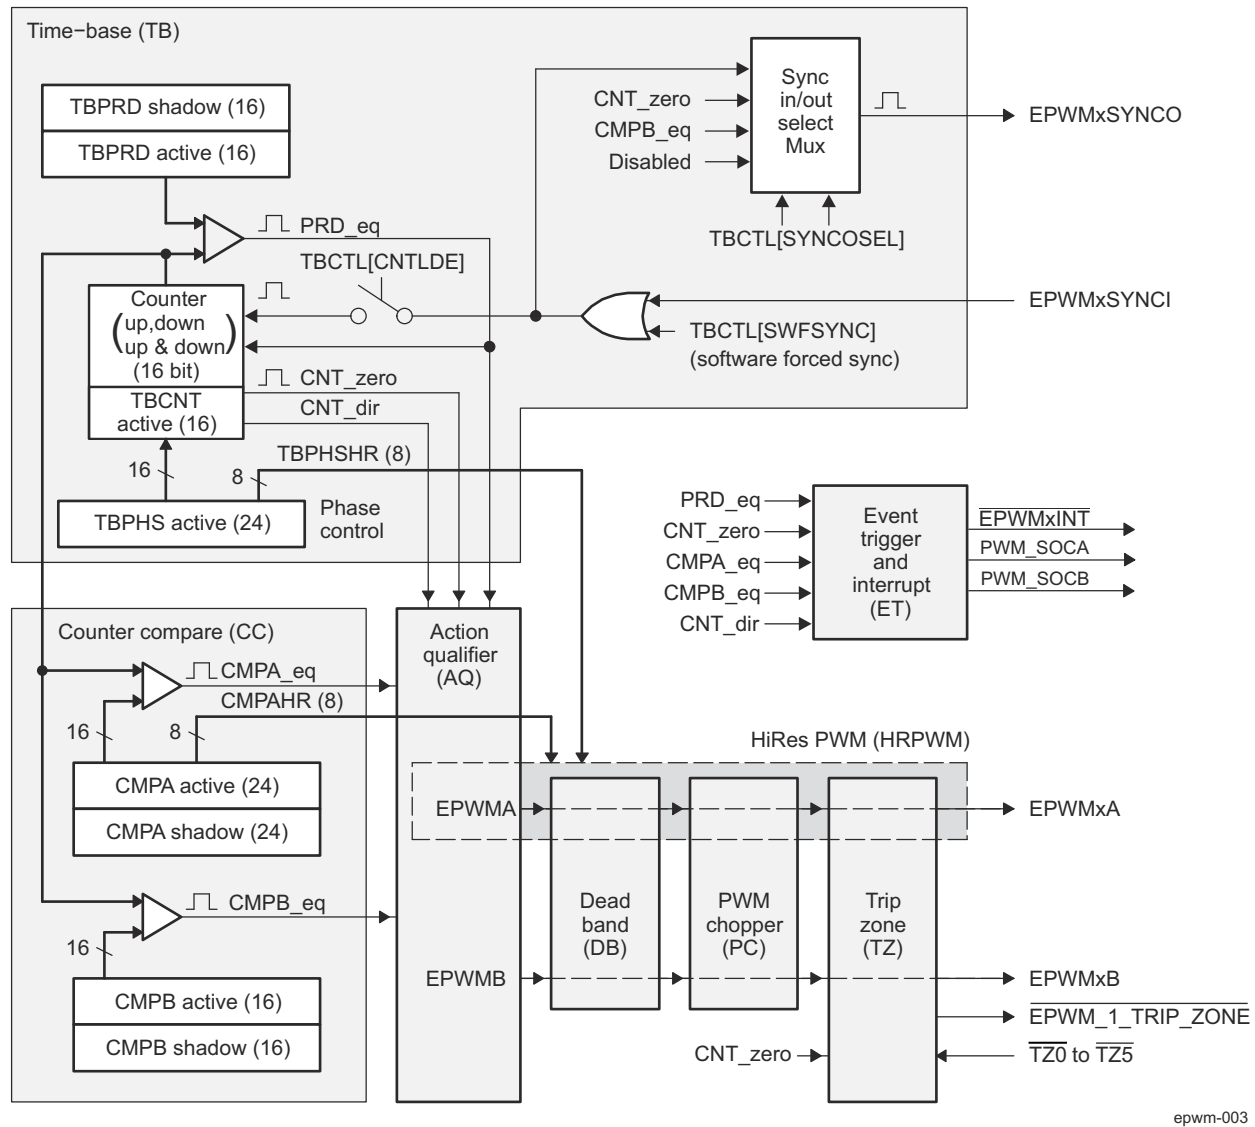 Time−base (TB)
TBPRD shadow (16)
TBPRD active (16)
CNT_zero
CMPB_eq
Disabled
Sync
in/out
select
Mux
EPWMxSYNCO
TBCTL[SYNCOSEL]
PRD_eq
TBCTL[CNTLDE]
Counter
up,down
up & down
(16 bit)
TBCNT
active (16)
CNT_zero
CNT_dir
EPWMxSYNCI
TBCTL[SWFSYNC]
(software forced sync)
TBPHSHR (8)
16
8
TBPHS active (24)
Phase
control
PRD_eq
CNT_zero
CMPA_eq
CMPB_eq
CNT_dir
Event
trigger
and
interrupt
(ET)
EPWMxINT
PWM_SOCA
PWM_SOCB
Counter compare (CC)
CMPA_eq
CMPAHR (8)
16
8
CMPA active (24)
CMPA shadow (24)
CMPB_eq
16
CMPB active (16)
CMPB shadow (16)
Action
qualifier
(AQ)
HiRes PWM (HRPWM)
EPWMA
EPWMxA
Dead
band
(DB)
PWM
chopper
(PC)
Trip
zone
(TZ)
EPWMB
EPWMxB
EPWM_1_TRIP_ZONE
CNT_zero
TZ0 to TZ5
epwm-003